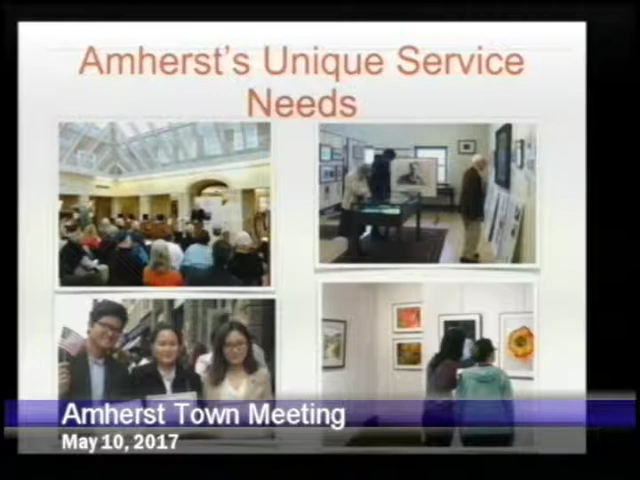 Amherst's Unique Service
Needs
Amherst Town Meeting
May 10, 2017